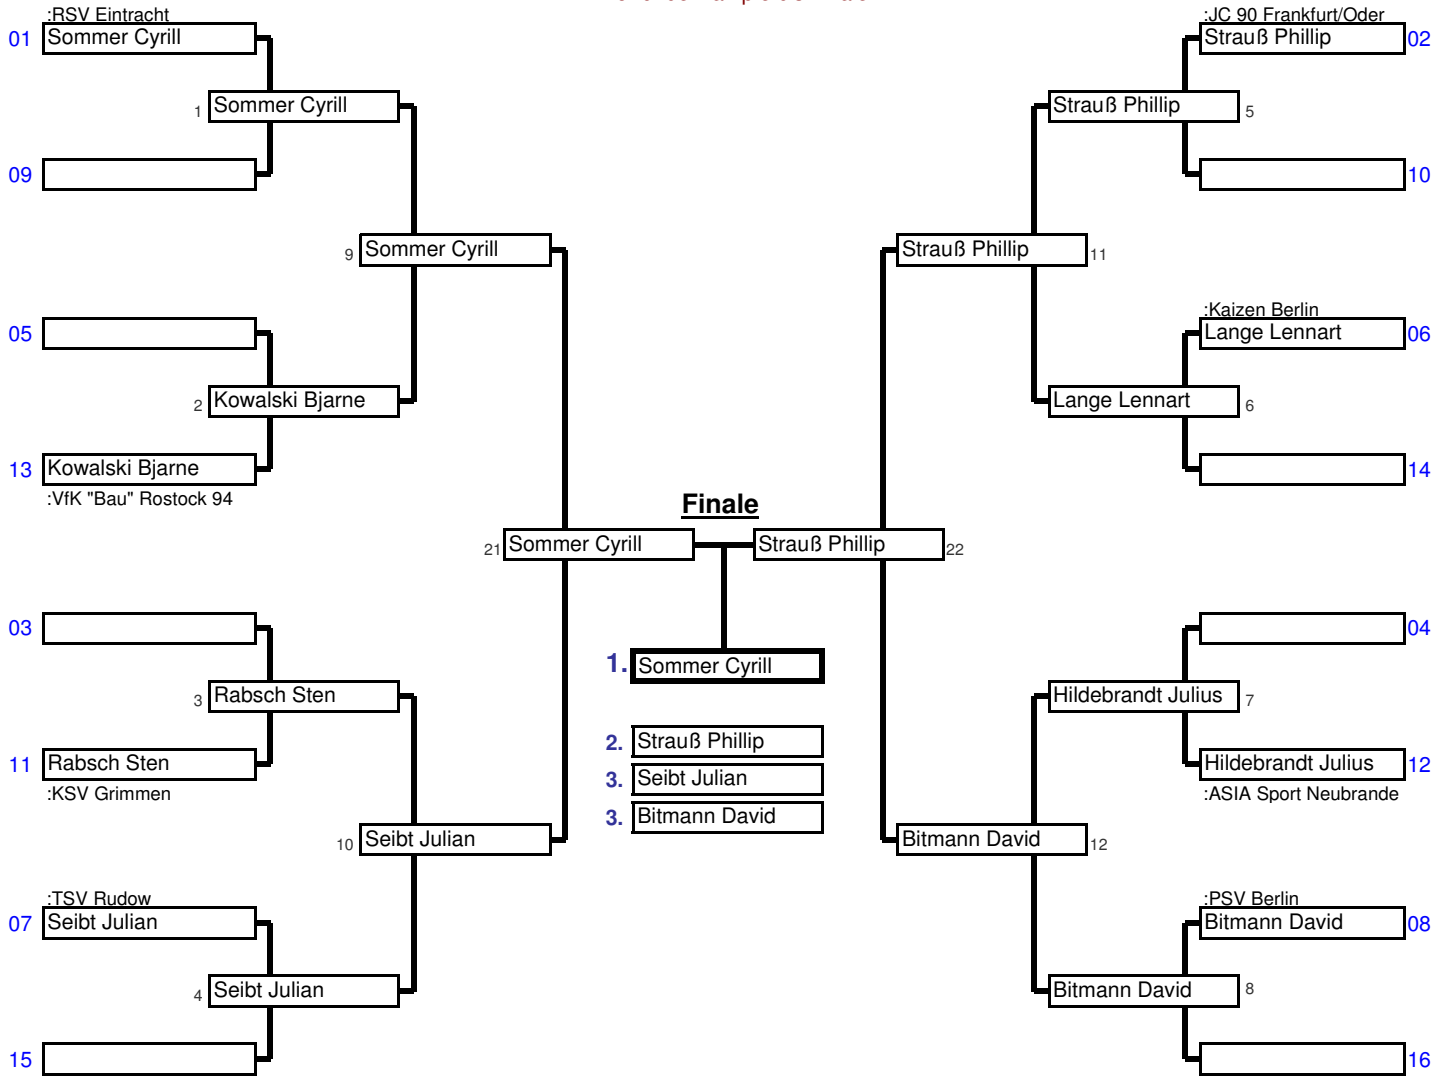 :RSV Eintracht
01 Sommer Cyrill
1 Sommer Cyrill
09
9 Sommer Cyrill
05
2 Kowalski Bjarne
13 Kowalski Bjarne
:VfK "Bau" Rostock 94
21 Sommer Cyrill
03
3 Rabsch Sten
11 Rabsch Sten
:KSV Grimmen
10 Seibt Julian
:TSV Rudow
07 Seibt Julian
4 Seibt Julian
15
Finale
1. Sommer Cyrill
2. Strauß Phillip
3. Seibt Julian
3. Bitmann David
:JC 90 Frankfurt/Oder
Strauß Phillip 02
Strauß Phillip 5
10
Strauß Phillip 11
:Kaizen Berlin
Lange Lennart 06
Lange Lennart 6
14
Strauß Phillip 22
04
Hildebrandt Julius 7
Hildebrandt Julius 12
:ASIA Sport Neubrande
Bitmann David 12
:PSV Berlin
Bitmann David 08
Bitmann David 8
16